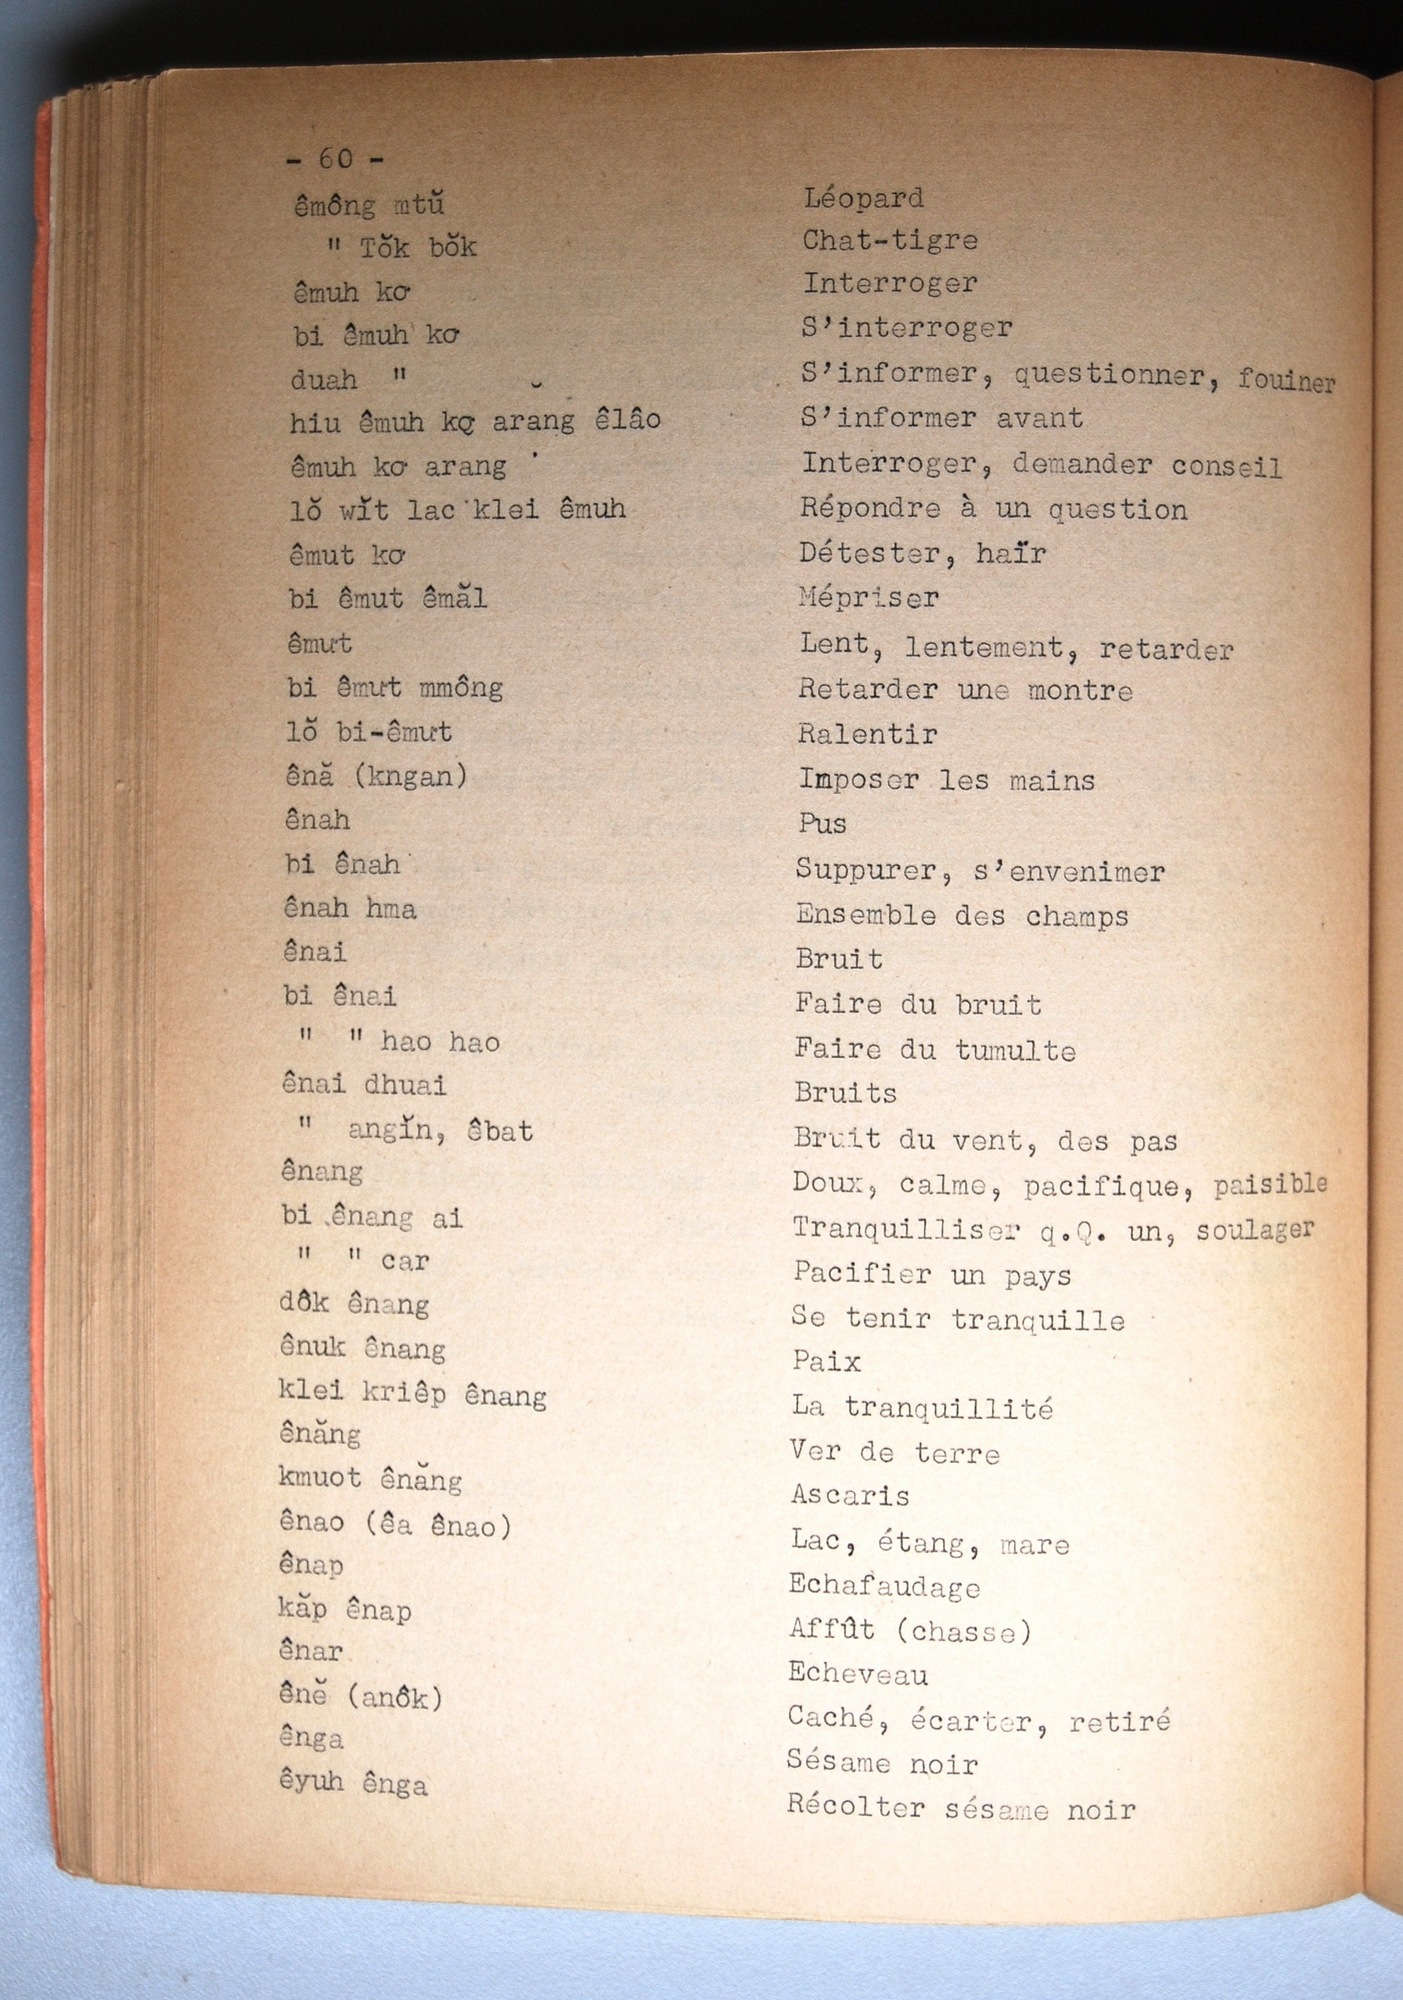 - 60 -
êmông mtŭ Léopard
" Tŏk bŏk Chat-tigre
êmuh kơ Interroger
bi êmuh kơ S'interroger
duah " S'informer, questionner, fouiner
hiu êmuh kơ arang êlâo S'informer avant
êmuh kơ arang Interroger, demander conseil
lŏ wĭt lac klei êmuh Répondre à un question
êmut kơ Détester, haïr
bi êmut êmăl Mépriser
êmưt Lent, lentement, retarder
bi êmưt mmông Retarder une montre
lŏ bi-êmưt Ralentir
ênă (kngan) Imposer les mains
ênah Pus
bi ênah Suppurer, s'envenimer
ênah hma Ensemble des champs
ênai Bruit
bi ênai Faire du bruit
" " hao hao Faire du tumulte
ênai dhuai Bruits
" angĭn, êbat Bruit du vent, des pas
ênang Doux, calme, pacifique, paisible
bi ênang ai Tranquilliser q.Q. un, soulager
" " car Pacifier un pays
dôk ênang Se tenir tranquille
ênuk ênang Paix
klei kriêp ênang La tranquillité
ênăng Ver de terre
kmuot ênăng Ascaris
ênao (êa ênao) Lac, étang, mare
ênap Echafaudage
kăp ênap Affût (chasse)
ênar Echeveau
ênĕ (anôk) Caché, écarter, retiré
ênga Sésame noir
êyuh ênga Récolter sésame noir